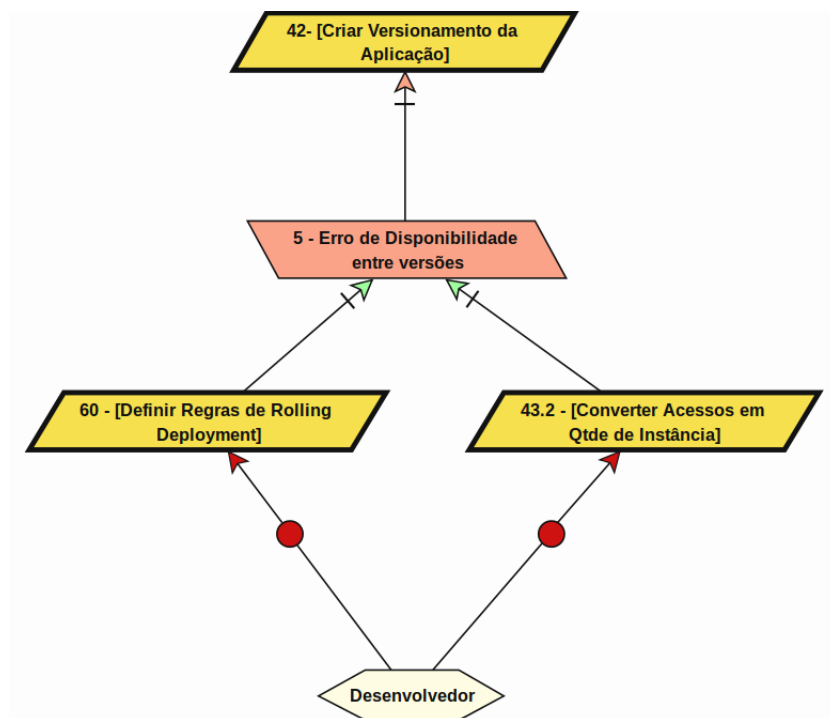 42- [Criar Versionamento da
Aplicação]
5 - Erro de Disponibilidade
entre versões
60 - [Definir Regras de Rolling
Deployment]
43.2 - [Converter Acessos em
Qtde de Instância]
Desenvolvedor